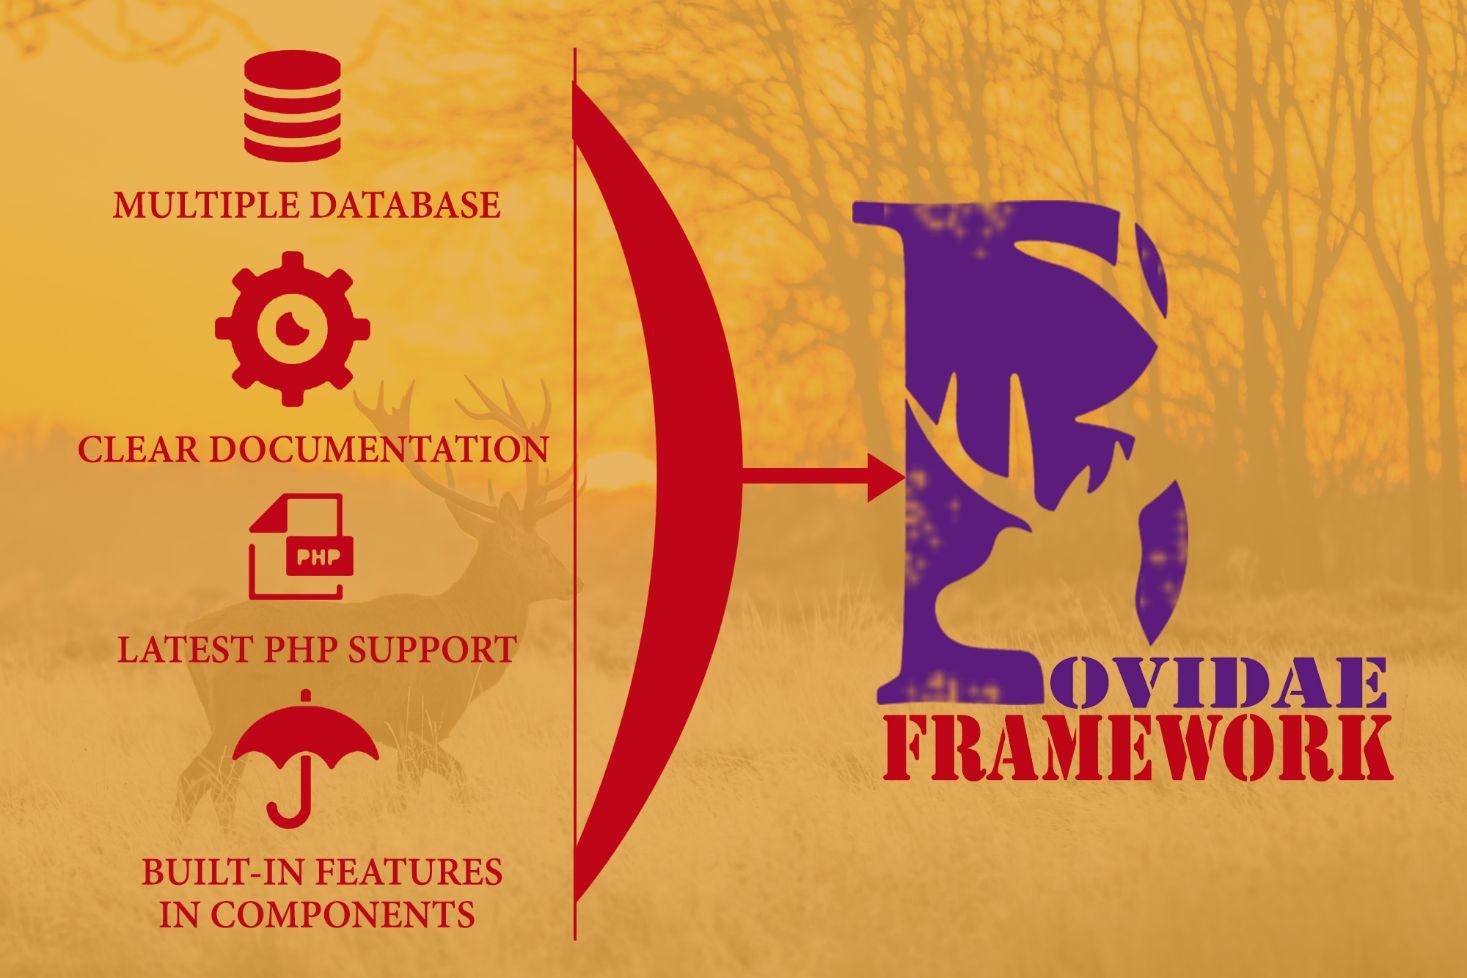 MULTIPLE DATABASE
CLEAR DOCUMENTATION
PHP
LATEST PHP SUPPORT
BUILT-IN FEATURES
IN COMPONENTS
BOVIDAE
FRAMEWORK